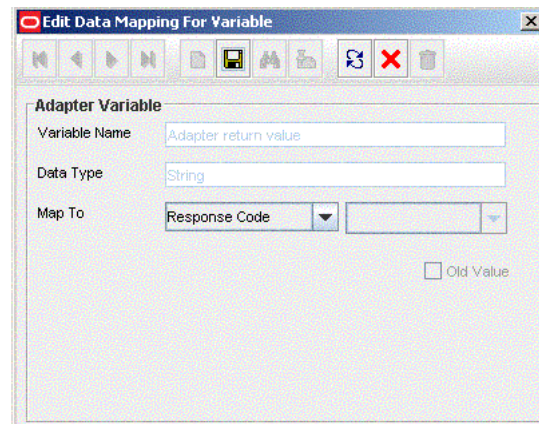 Edit Data Mapping For Variable
Adapter Variable
Variable Name Adapter return value
Data Type String
Map To Response Code
Old Value